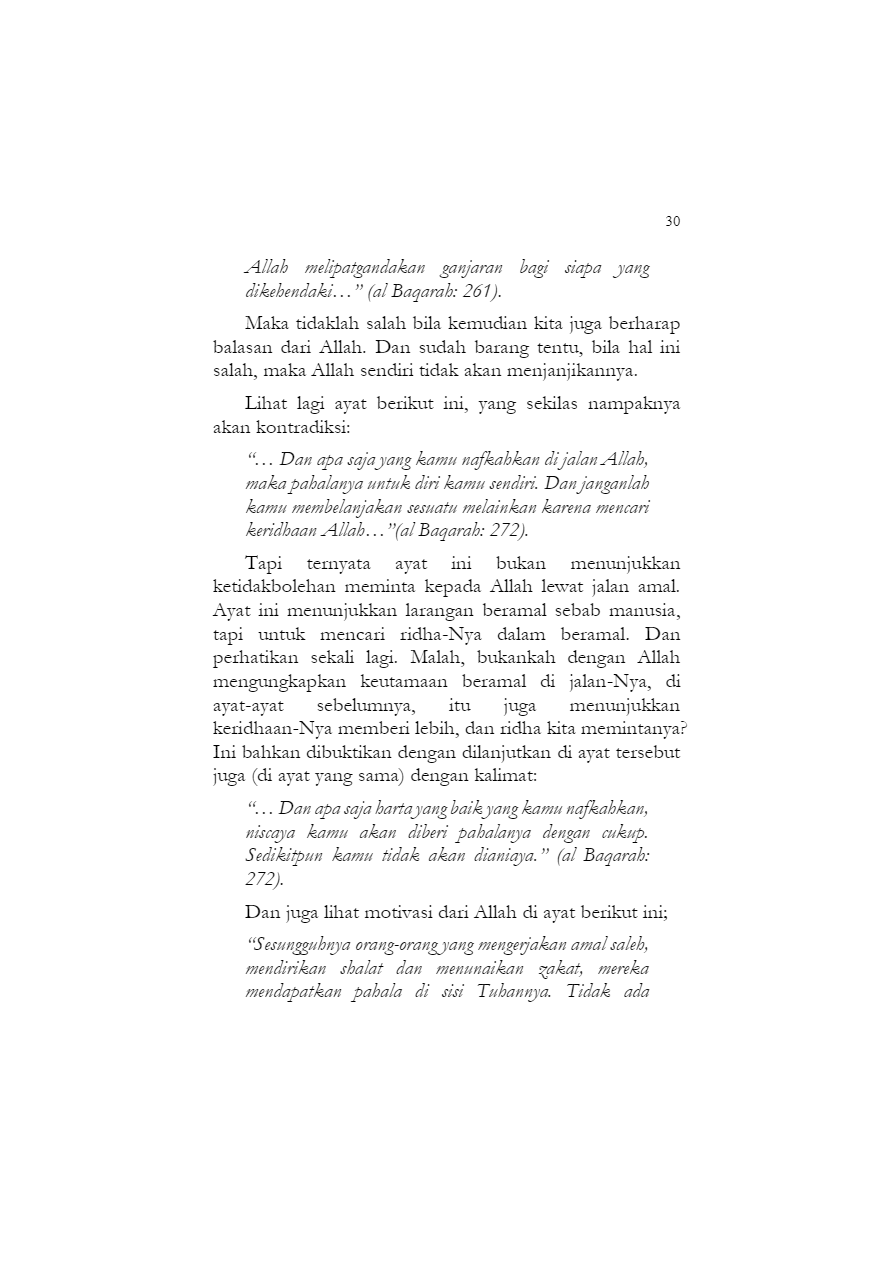 30
Allah melipatgandakan ganjaran bagi siapa yang
dikehendaki…” (al Baqarah: 261).
Maka tidaklah salah bila kemudian kita juga berharap
balasan dari Allah. Dan sudah barang tentu, bila hal ini
salah, maka Allah sendiri tidak akan menjanjikannya.
Lihat lagi ayat berikut ini, yang sekilas nampaknya
akan kontradiksi:
“… Dan apa saja yang kamu nafkahkan di jalan Allah,
maka pahalanya untuk diri kamu sendiri. Dan janganlah
kamu membelanjakan sesuatu melainkan karena mencari
keridhaan Allah…”(al Baqarah: 272).
Tapi ternyata ayat ini bukan menunjukkan
ketidakbolehan meminta kepada Allah lewat jalan amal.
Ayat ini menunjukkan larangan beramal sebab manusia,
tapi untuk mencari ridha-Nya dalam beramal. Dan
perhatikan sekali lagi. Malah, bukankah dengan Allah
mengungkapkan keutamaan beramal di jalan-Nya, di
ayat-ayat sebelumnya, itu juga menunjukkan
keridhaan-Nya memberi lebih, dan ridha kita memintanya?
Ini bahkan dibuktikan dengan dilanjutkan di ayat tersebut
juga (di ayat yang sama) dengan kalimat:
“… Dan apa saja harta yang baik yang kamu nafkahkan,
niscaya kamu akan diberi pahalanya dengan cukup.
Sedikitpun kamu tidak akan dianiaya.” (al Baqarah:
272).
Dan juga lihat motivasi dari Allah di ayat berikut ini;
“Sesungguhnya orang-orang yang mengerjakan amal saleh,
mendirikan shalat dan menunaikan zakat, mereka
mendapatkan pahala di sisi Tuhannya. Tidak ada